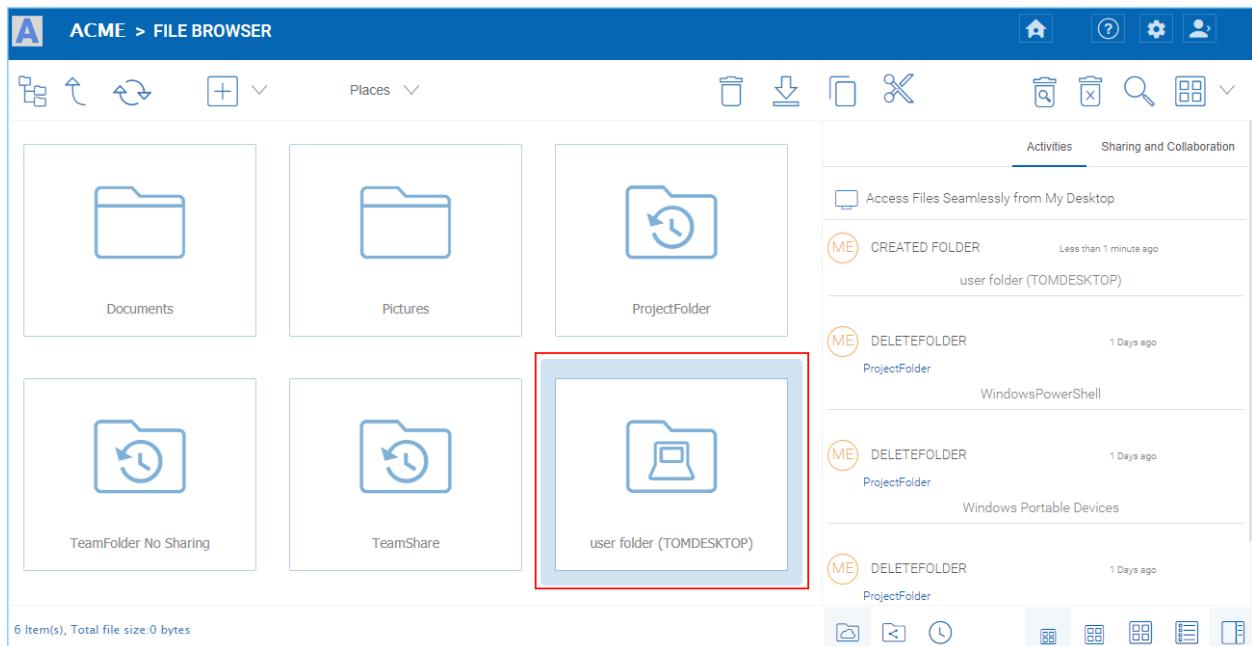 A ACME > FILE BROWSER
Places
Activities Sharing and Collaboration
Documents
Pictures
ProjectFolder
TeamFolder No Sharing
TeamShare
user folder (TOMDESKTOP)
Access Files Seamlessly from My Desktop
ME CREATED FOLDER Less than 1 minute ago
user folder (TOMDESKTOP)
ME DELETEFOLDER 1 Days ago
ProjectFolder
WindowsPowerShell
ME DELETEFOLDER 1 Days ago
ProjectFolder
Windows Portable Devices
ME DELETEFOLDER 1 Days ago
ProjectFolder
6 Item(s), Total file size:0 bytes